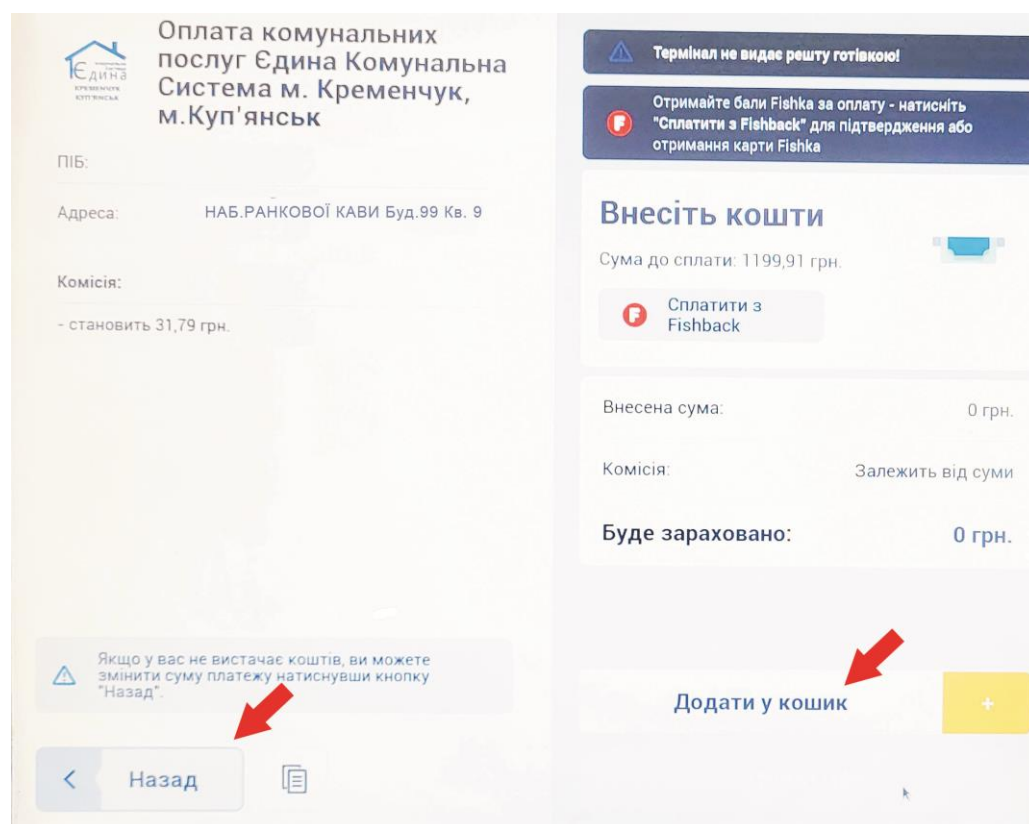 Єдина
КРЕМЕНЧУК
КУП'ЯНСЬК
Оплата комунальних
послуг Єдина Комунальна
Система м. Кременчук,
м.Куп'янськ
ПІБ:
Адреса: НАБ.РАНКОВОЇ КАВИ Буд.99 Кв. 9
Комісія:
- становить 31,79 грн.
Якщо у вас не вистачає коштів, ви можете
змінити суму платежу натиснувши кнопку
"Назад".
Назад
Термінал не видає решту готівкою!
Отримайте бали Fishka за оплату - натисніть
"Сплатити з Fishback" для підтвердження або
отримання карти Fishka
Внесіть кошти
Сума до сплати: 1199,91 грн.
Сплатити з
Fishback
Внесена сума: 0 грн.
Комісія: Залежить від суми
Буде зараховано: 0 грн.
Додати у кошик +